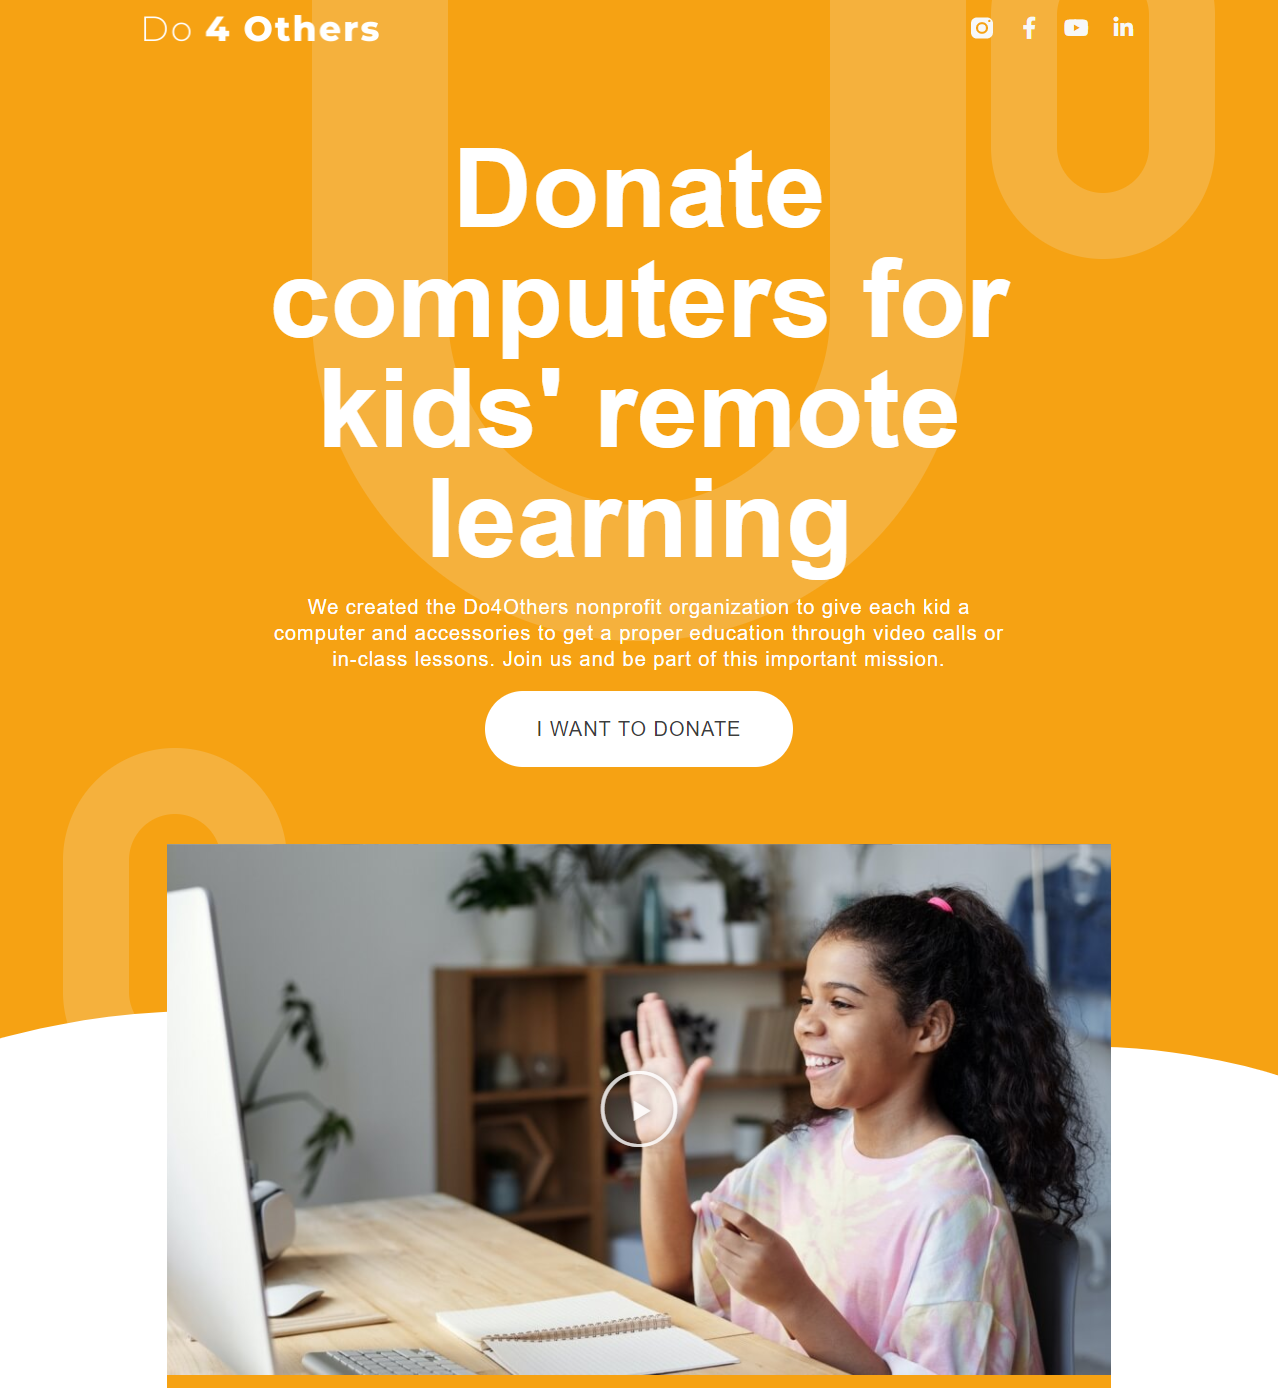 Do 4 Others
Donate
computers for
kids' remote
learning
We created the Do4Others nonprofit organization to give each kid a
computer and accessories to get a proper education through video calls or
in-class lessons. Join us and be part of this important mission.
I WANT TO DONATE